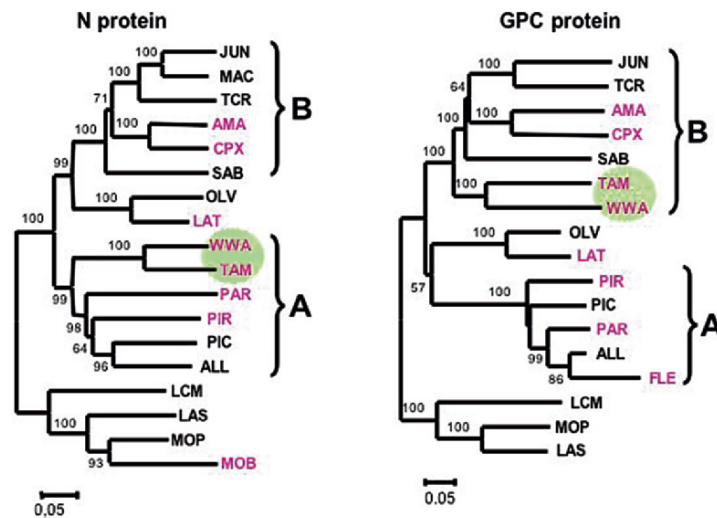 N protein
100
JUN
100
MAC
71
TCR
100
100
AMA
CPX
B
99
SAB
100
OLV
LAT
100
100
WWA
TAM
99
PAR
98
PIR
64
PIC
96
ALL
A
LCM
100
LAS
MOP
93
MOB
0,05
GPC protein
100
JUN
64
TCR
100
AMA
100
CPX
100
SAB
100
100
TAM
WWA
B
100
OLV
LAT
57
100
PIR
PIC
PAR
99
ALL
86
FLE
A
100
LCM
100
MOP
LAS
0.05